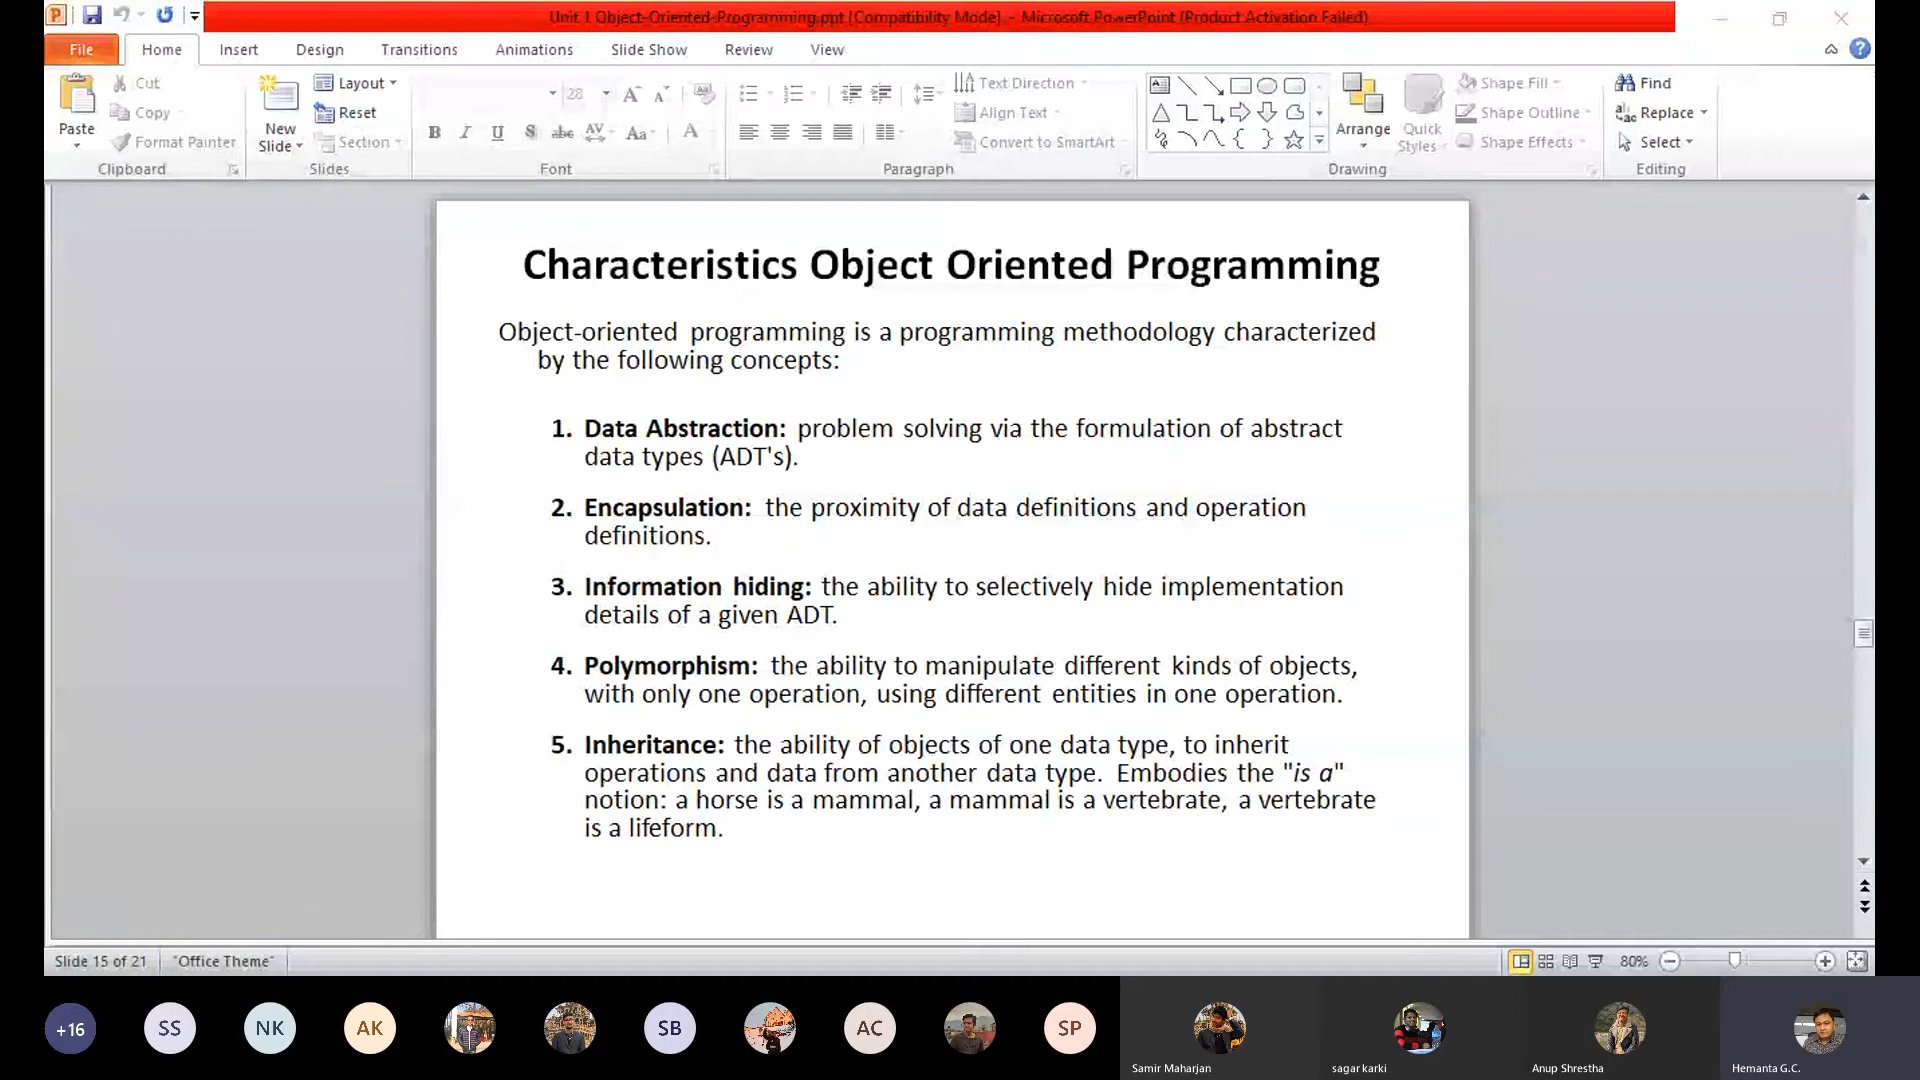 Unit 1 Object-Oriented-Programming.ppt [Compatibility Mode] - Microsoft PowerPoint (Product Activation Failed)
File Home Insert Design Transitions Animations Slide Show Review View
Paste
Cut
Copy
Format Painter
Clipboard
New Slide
Layout
Reset
Section
Slides
28
B I U S abc AV Aa A
Font
Text Direction
Align Text
Convert to SmartArt
Paragraph
Arrange
Quick Styles
Shape Fill
Shape Outline
Shape Effects
Drawing
Find
Replace
Select
Editing
Characteristics Object Oriented Programming
Object-oriented programming is a programming methodology characterized
by the following concepts:
1. Data Abstraction: problem solving via the formulation of abstract
data types (ADT's).
2. Encapsulation: the proximity of data definitions and operation
definitions.
3. Information hiding: the ability to selectively hide implementation
details of a given ADT.
4. Polymorphism: the ability to manipulate different kinds of objects,
with only one operation, using different entities in one operation.
5. Inheritance: the ability of objects of one data type, to inherit
operations and data from another data type. Embodies the "is a"
notion: a horse is a mammal, a mammal is a vertebrate, a vertebrate
is a lifeform.
Slide 15 of 21 "Office Theme" 80%
+16 SS NK AK SB AC SP
Samir Maharjan sagar karki Anup Shrestha Hemanta G.C.